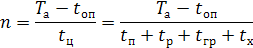 n = (Tа − tоп) / tц = (Tа − tоп) / (tп + tр + tгр + tх)